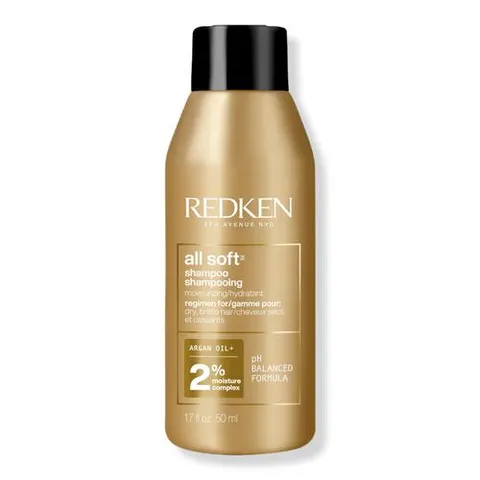 REDKEN
5TH AVENUE NYC
all soft™
shampoo
shampooing
moisturizing/hydratant
regimen for/gamme pour:
dry, brittle hair/cheveux secs
et cassants
ARGAN OIL+
2%
moisture
complex
pH
BALANCED
FORMULA
1.7 fl oz 50 ml